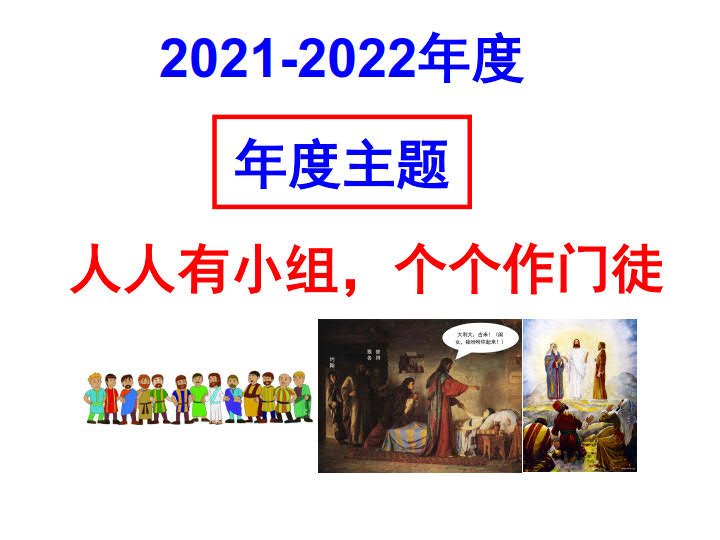 2021-2022年度
年度主题
人人有小组，个个作门徒
大利大，古米！（闺
女，我吩咐你起来！）
雅各
彼得
约翰